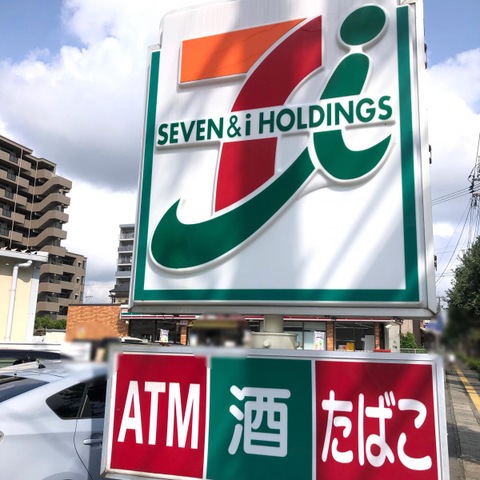 SEVEN&i HOLDINGS
ATM 酒 たばこ